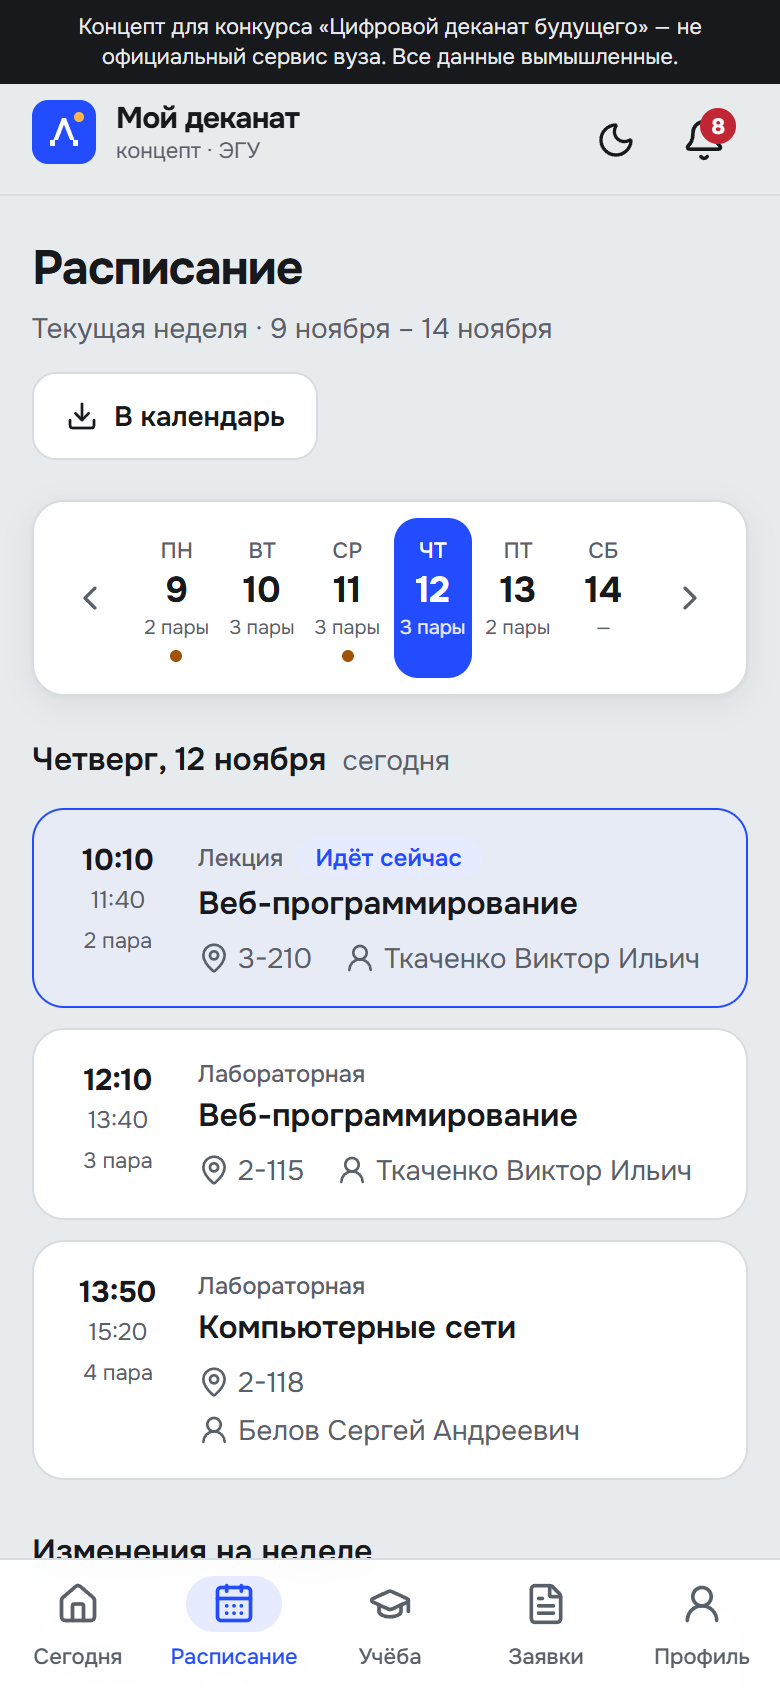 Концепт для конкурса «Цифровой деканат будущего» — не
официальный сервис вуза. Все данные вымышленные.
Мой деканат
концепт · ЭГУ
8
Расписание
Текущая неделя · 9 ноября – 14 ноября
В календарь
ПН ВТ СР ЧТ ПТ СБ
9 10 11 12 13 14
2 пары 3 пары 3 пары 3 пары 2 пары –
Четверг, 12 ноября сегодня
10:10 Лекция Идёт сейчас
11:40 Веб-программирование
2 пара 3-210 Ткаченко Виктор Ильич
12:10 Лабораторная
13:40 Веб-программирование
3 пара 2-115 Ткаченко Виктор Ильич
13:50 Лабораторная
15:20 Компьютерные сети
4 пара 2-118
Белов Сергей Андреевич
Изменения на неделе
Сегодня Расписание Учёба Заявки Профиль